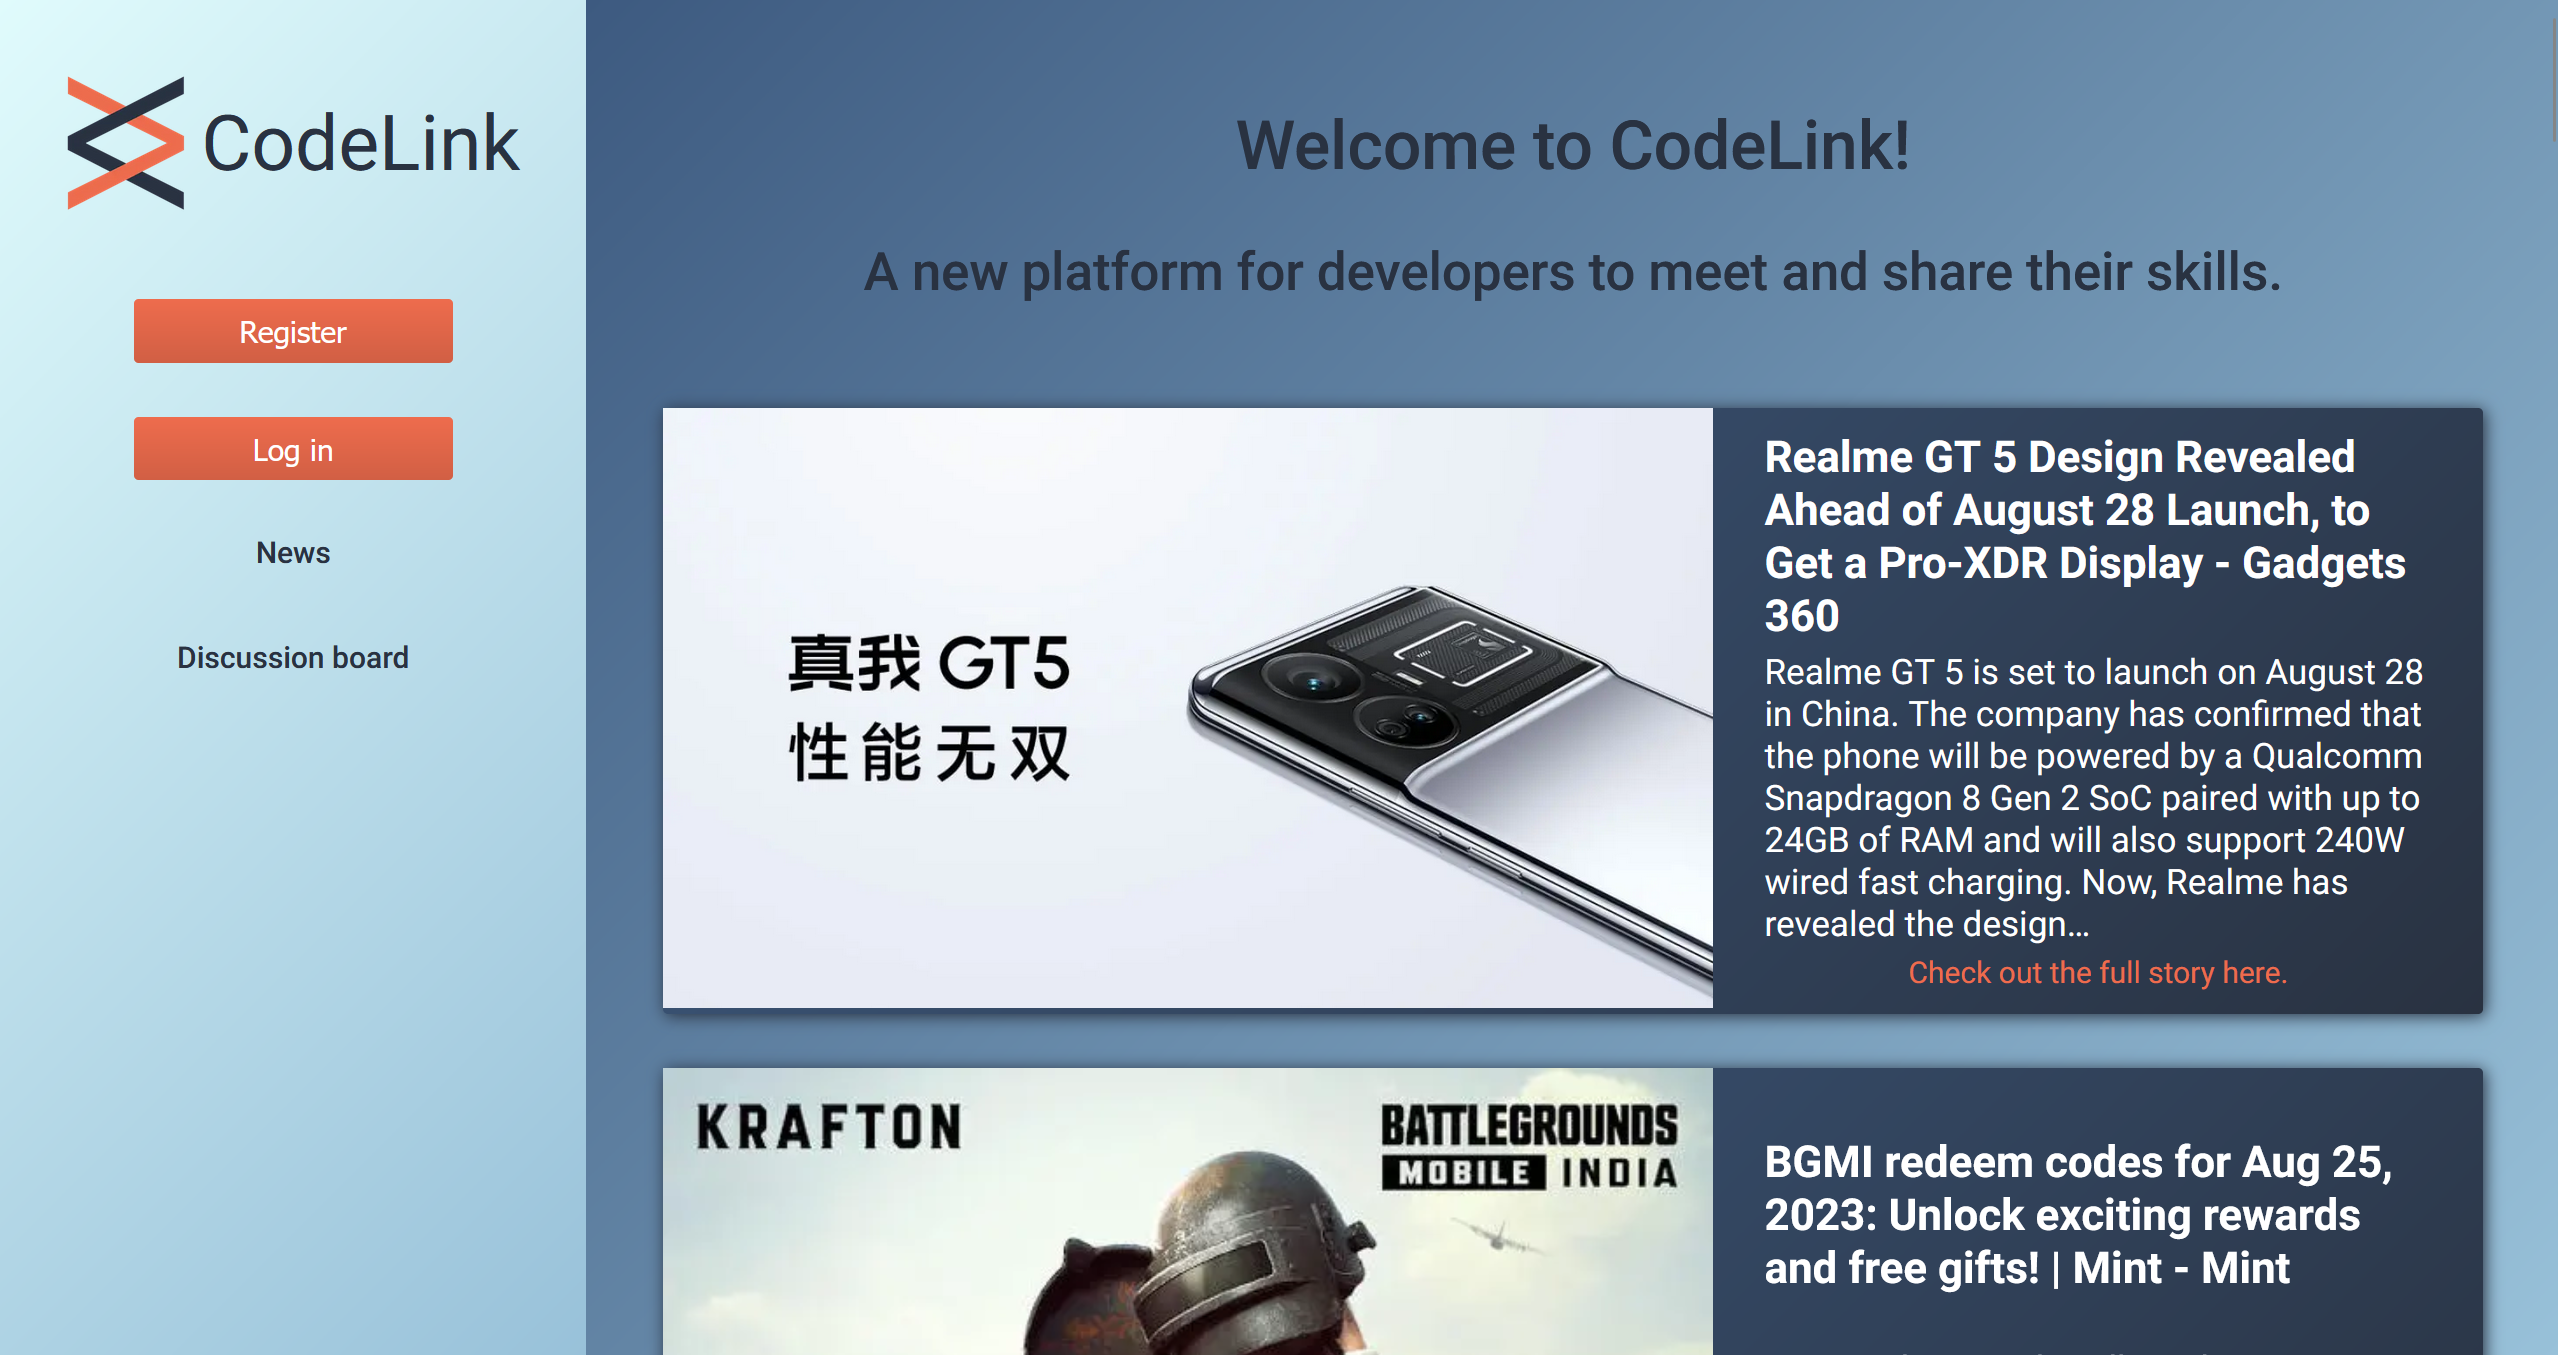 CodeLink
Register
Log in
News
Discussion board
Welcome to CodeLink!
A new platform for developers to meet and share their skills.
真我 GT5
性能无双
Realme GT 5 Design Revealed
Ahead of August 28 Launch, to
Get a Pro-XDR Display - Gadgets
360
Realme GT 5 is set to launch on August 28
in China. The company has confirmed that
the phone will be powered by a Qualcomm
Snapdragon 8 Gen 2 SoC paired with up to
24GB of RAM and will also support 240W
wired fast charging. Now, Realme has
revealed the design…
Check out the full story here.
KRAFTON
BATTLEGROUNDS
MOBILE INDIA
BGMI redeem codes for Aug 25,
2023: Unlock exciting rewards
and free gifts! | Mint - Mint